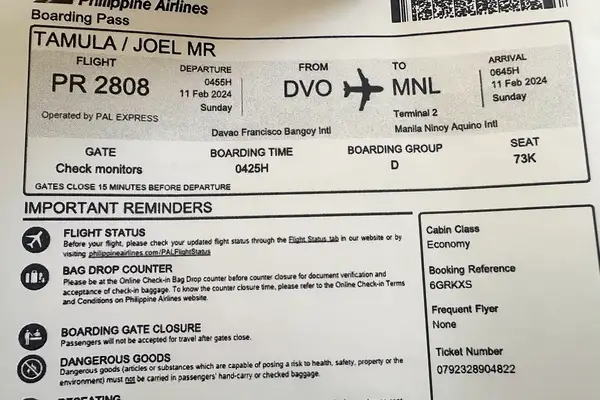 Philippine Airlines
Boarding Pass
TAMULA / JOEL MR
FLIGHT
PR 2808
Operated by PAL EXPRESS
DEPARTURE
0455H
11 Feb 2024
Sunday
FROM
DVO
Davao Francisco Bangoy Intl
TO
MNL
Terminal 2
Manila Ninoy Aquino Intl
ARRIVAL
0645H
11 Feb 2024
Sunday
GATE
Check monitors
BOARDING TIME
0425H
BOARDING GROUP
D
SEAT
73K
GATES CLOSE 15 MINUTES BEFORE DEPARTURE
IMPORTANT REMINDERS
FLIGHT STATUS
Before your flight, please check your updated flight status through the Flight Status tab in our website or by
visiting philippineairlines.com/PALFlightStatus
BAG DROP COUNTER
Please be at the Online Check-in Bag Drop counter before counter closure for document verification and
acceptance of check-in baggage. To know the counter closure time, please refer to the Online Check-in Terms
and Conditions on Philippine Airlines website.
BOARDING GATE CLOSURE
Passengers will not be accepted for travel after gates close.
DANGEROUS GOODS
Dangerous goods (articles or substances which are capable of posing a risk to health, safety, property or the
environment) must not be carried in passengers' hand-carry or checked baggage.
Cabin Class
Economy
Booking Reference
6GRKXS
Frequent Flyer
None
Ticket Number
0792328904822